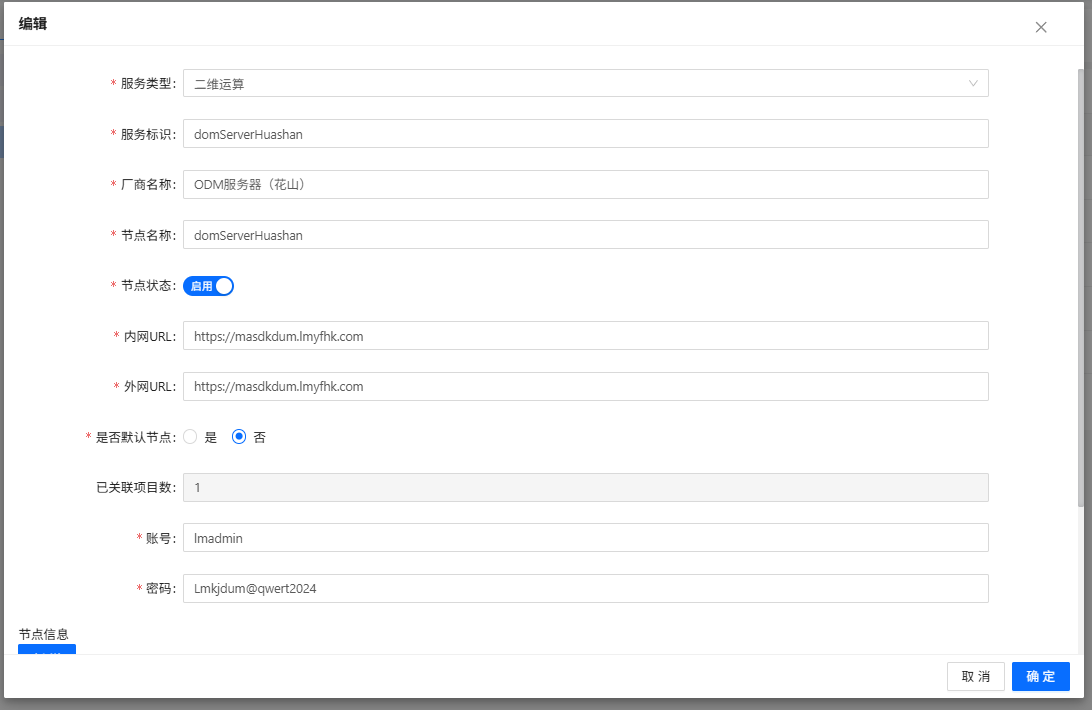 编辑
* 服务类型: 二维运算
* 服务标识: domServerHuashan
* 厂商名称: ODM服务器（花山）
* 节点名称: domServerHuashan
* 节点状态: 启用
* 内网URL: https://masdkdum.lmyfhk.com
* 外网URL: https://masdkdum.lmyfhk.com
* 是否默认节点: 是 否
已关联项目数: 1
* 账号: lmadmin
* 密码: Lmkjdum@qwert2024
节点信息
取 消 确 定